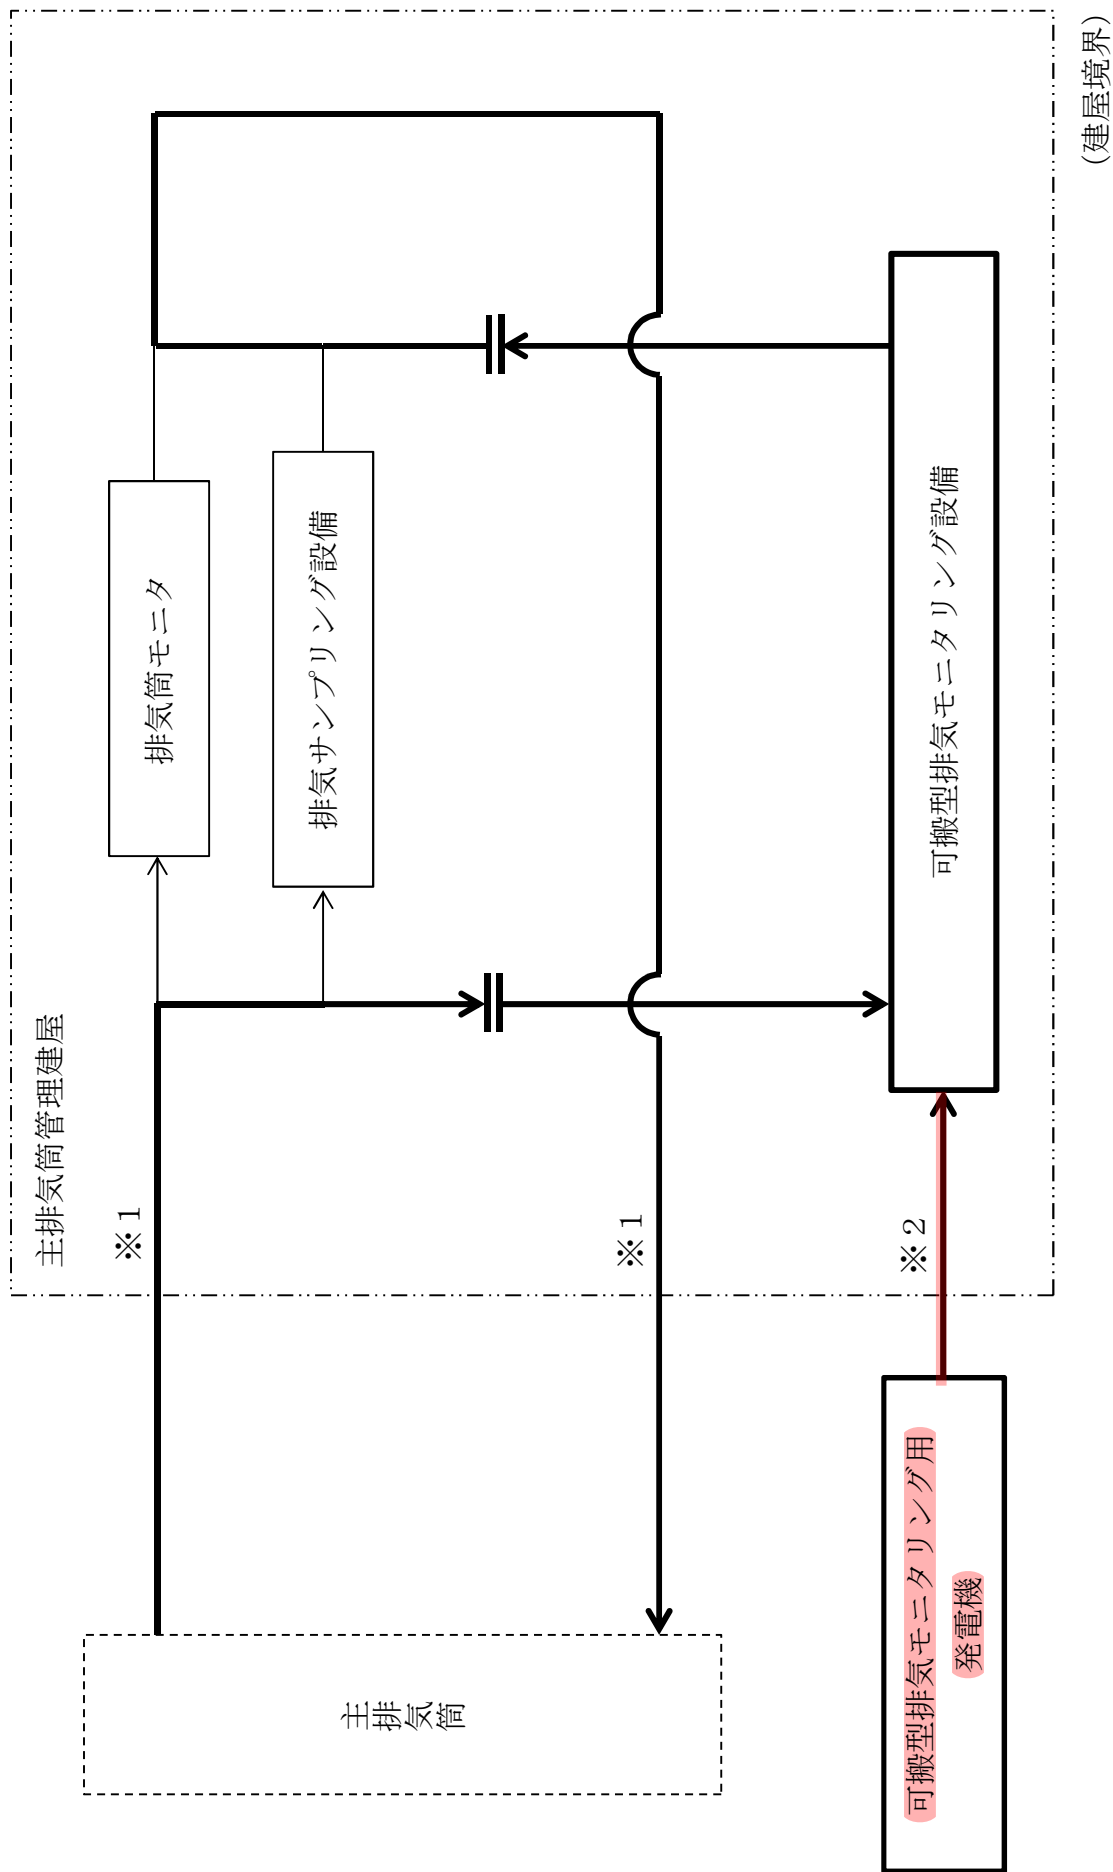 主排気筒管理建屋
※１
排気筒モニタ
排気サンプリング設備
主排気筒
※１
※２
可搬型排気モニタリング設備
可搬型排気モニタリング用
発電機
(建屋境界)